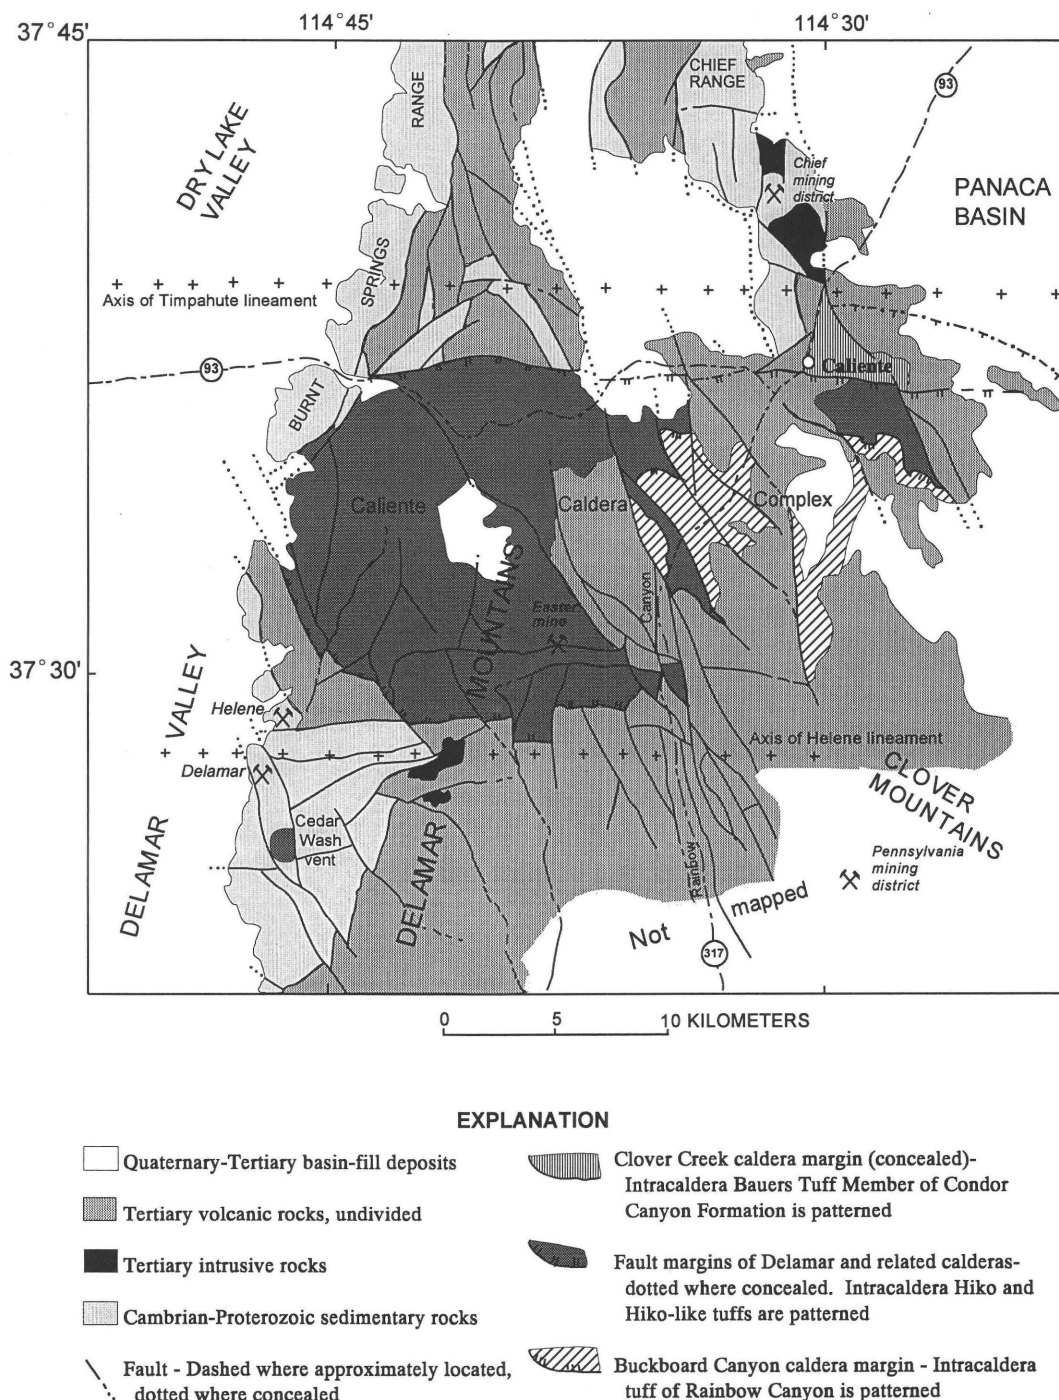 114°45'
114°30'
37°45'
RANGE
CHIEF
RANGE
93
DRY LAKE
VALLEY
Chief
mining
district
PANACA
BASIN
SPRINGS
Axis of Timpahute lineament
93
Caliente
BURNT
Caliente
Caldera
Complex
MOUNTAINS
Canyon
Easter
mine
37°30'
VALLEY
Helene
Axis of Helene lineament
Delamar
CLOVER
MOUNTAINS
Cedar
Wash
vent
DELAMAR
DELAMAR
Rainbow
Pennsylvania
mining
district
Not mapped
317
0 5 10 KILOMETERS
EXPLANATION
Quaternary-Tertiary basin-fill deposits
Tertiary volcanic rocks, undivided
Tertiary intrusive rocks
Cambrian-Proterozoic sedimentary rocks
Fault - Dashed where approximately located,
dotted where concealed
Clover Creek caldera margin (concealed)-
Intracaldera Bauers Tuff Member of Condor
Canyon Formation is patterned
Fault margins of Delamar and related calderas-
dotted where concealed. Intracaldera Hiko and
Hiko-like tuffs are patterned
Buckboard Canyon caldera margin - Intracaldera
tuff of Rainbow Canyon is patterned